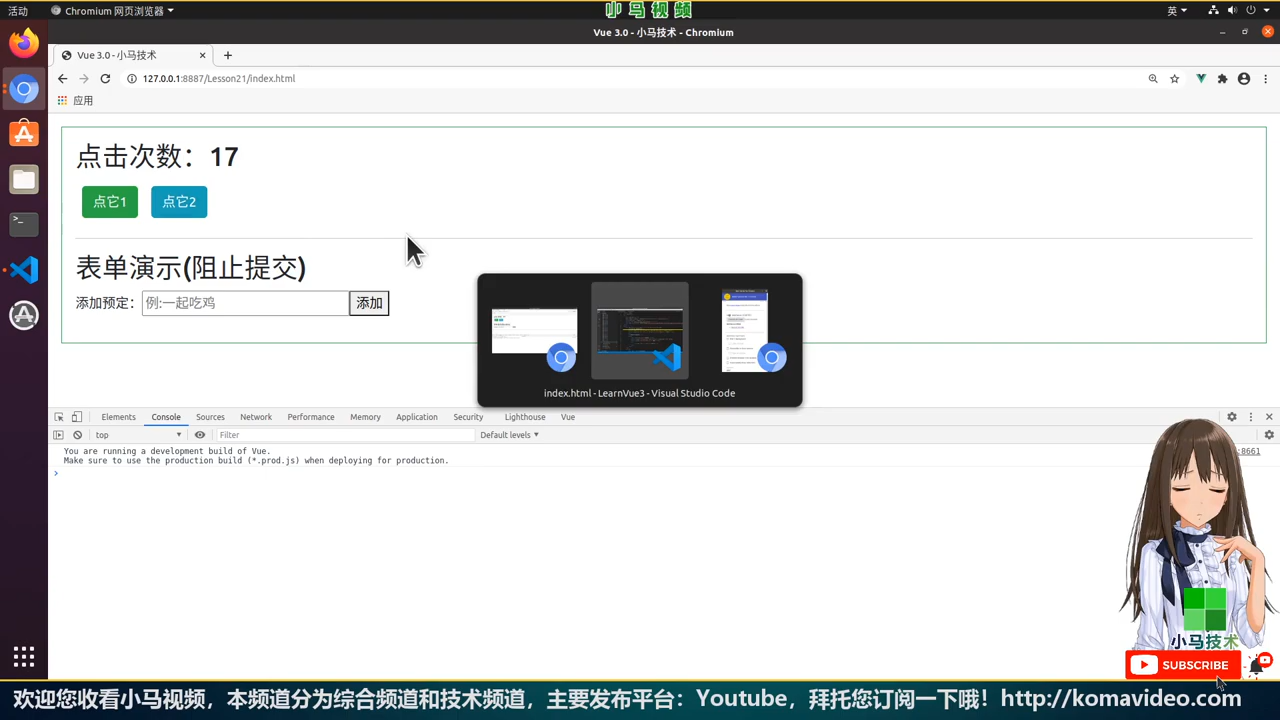 活动
Chromium 网页浏览器
小马视频
英
Vue 3.0 - 小马技术 - Chromium
Vue 3.0 - 小马技术
127.0.0.1:8887/Lesson21/index.html
应用
点击次数：17
点它1
点它2
表单演示(阻止提交)
添加预定：
例:一起吃鸡
添加
index.html - LearnVue3 - Visual Studio Code
Elements
Console
Sources
Network
Performance
Memory
Application
Security
Lighthouse
Vue
top
Filter
Default levels
You are running a development build of Vue.
:8661
Make sure to use the production build (*.prod.js) when deploying for production.
小马技术
SUBSCRIBE
欢迎您收看小马视频，本频道分为综合频道和技术频道，主要发布平台：Youtube，拜托您订阅一下哦！http://komavideo.com